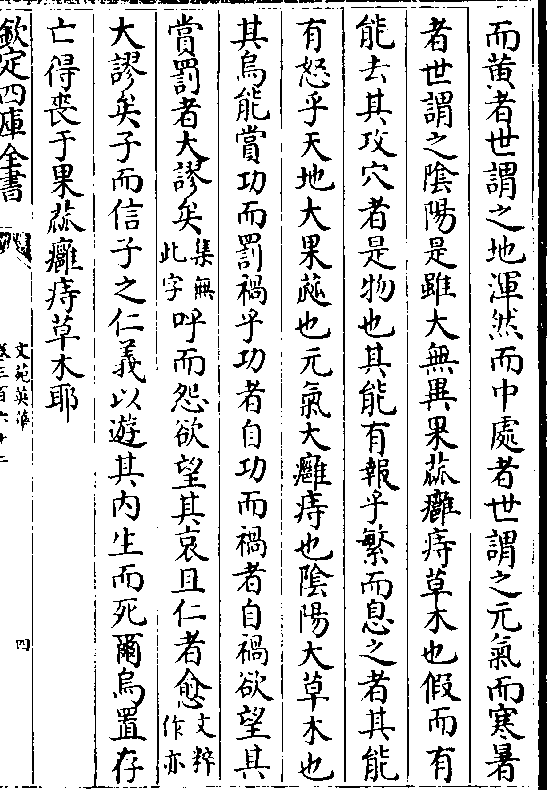 而黄者世謂之地渾然而中處者世謂之元氣而寒暑
者世謂之陰陽是雖大無異果蓏癰痔草木也假而有
能去其攻穴者是物也其能有報乎繁而息之者其能
有怒乎天地大果蓏也元氣大癰痔也陰陽大草木也
其烏能賞功而罰禍乎功者自功而禍者自禍欲望其
賞罰者大謬矣集無此字呼而怨欲望其哀且仁者愈文粹作亦
大謬矣子而信子之仁義以遊其内生而死爾烏置存
亡得喪于果蓏癰痔草木耶
欽定四庫全書
文苑英華
卷三百六十二
四